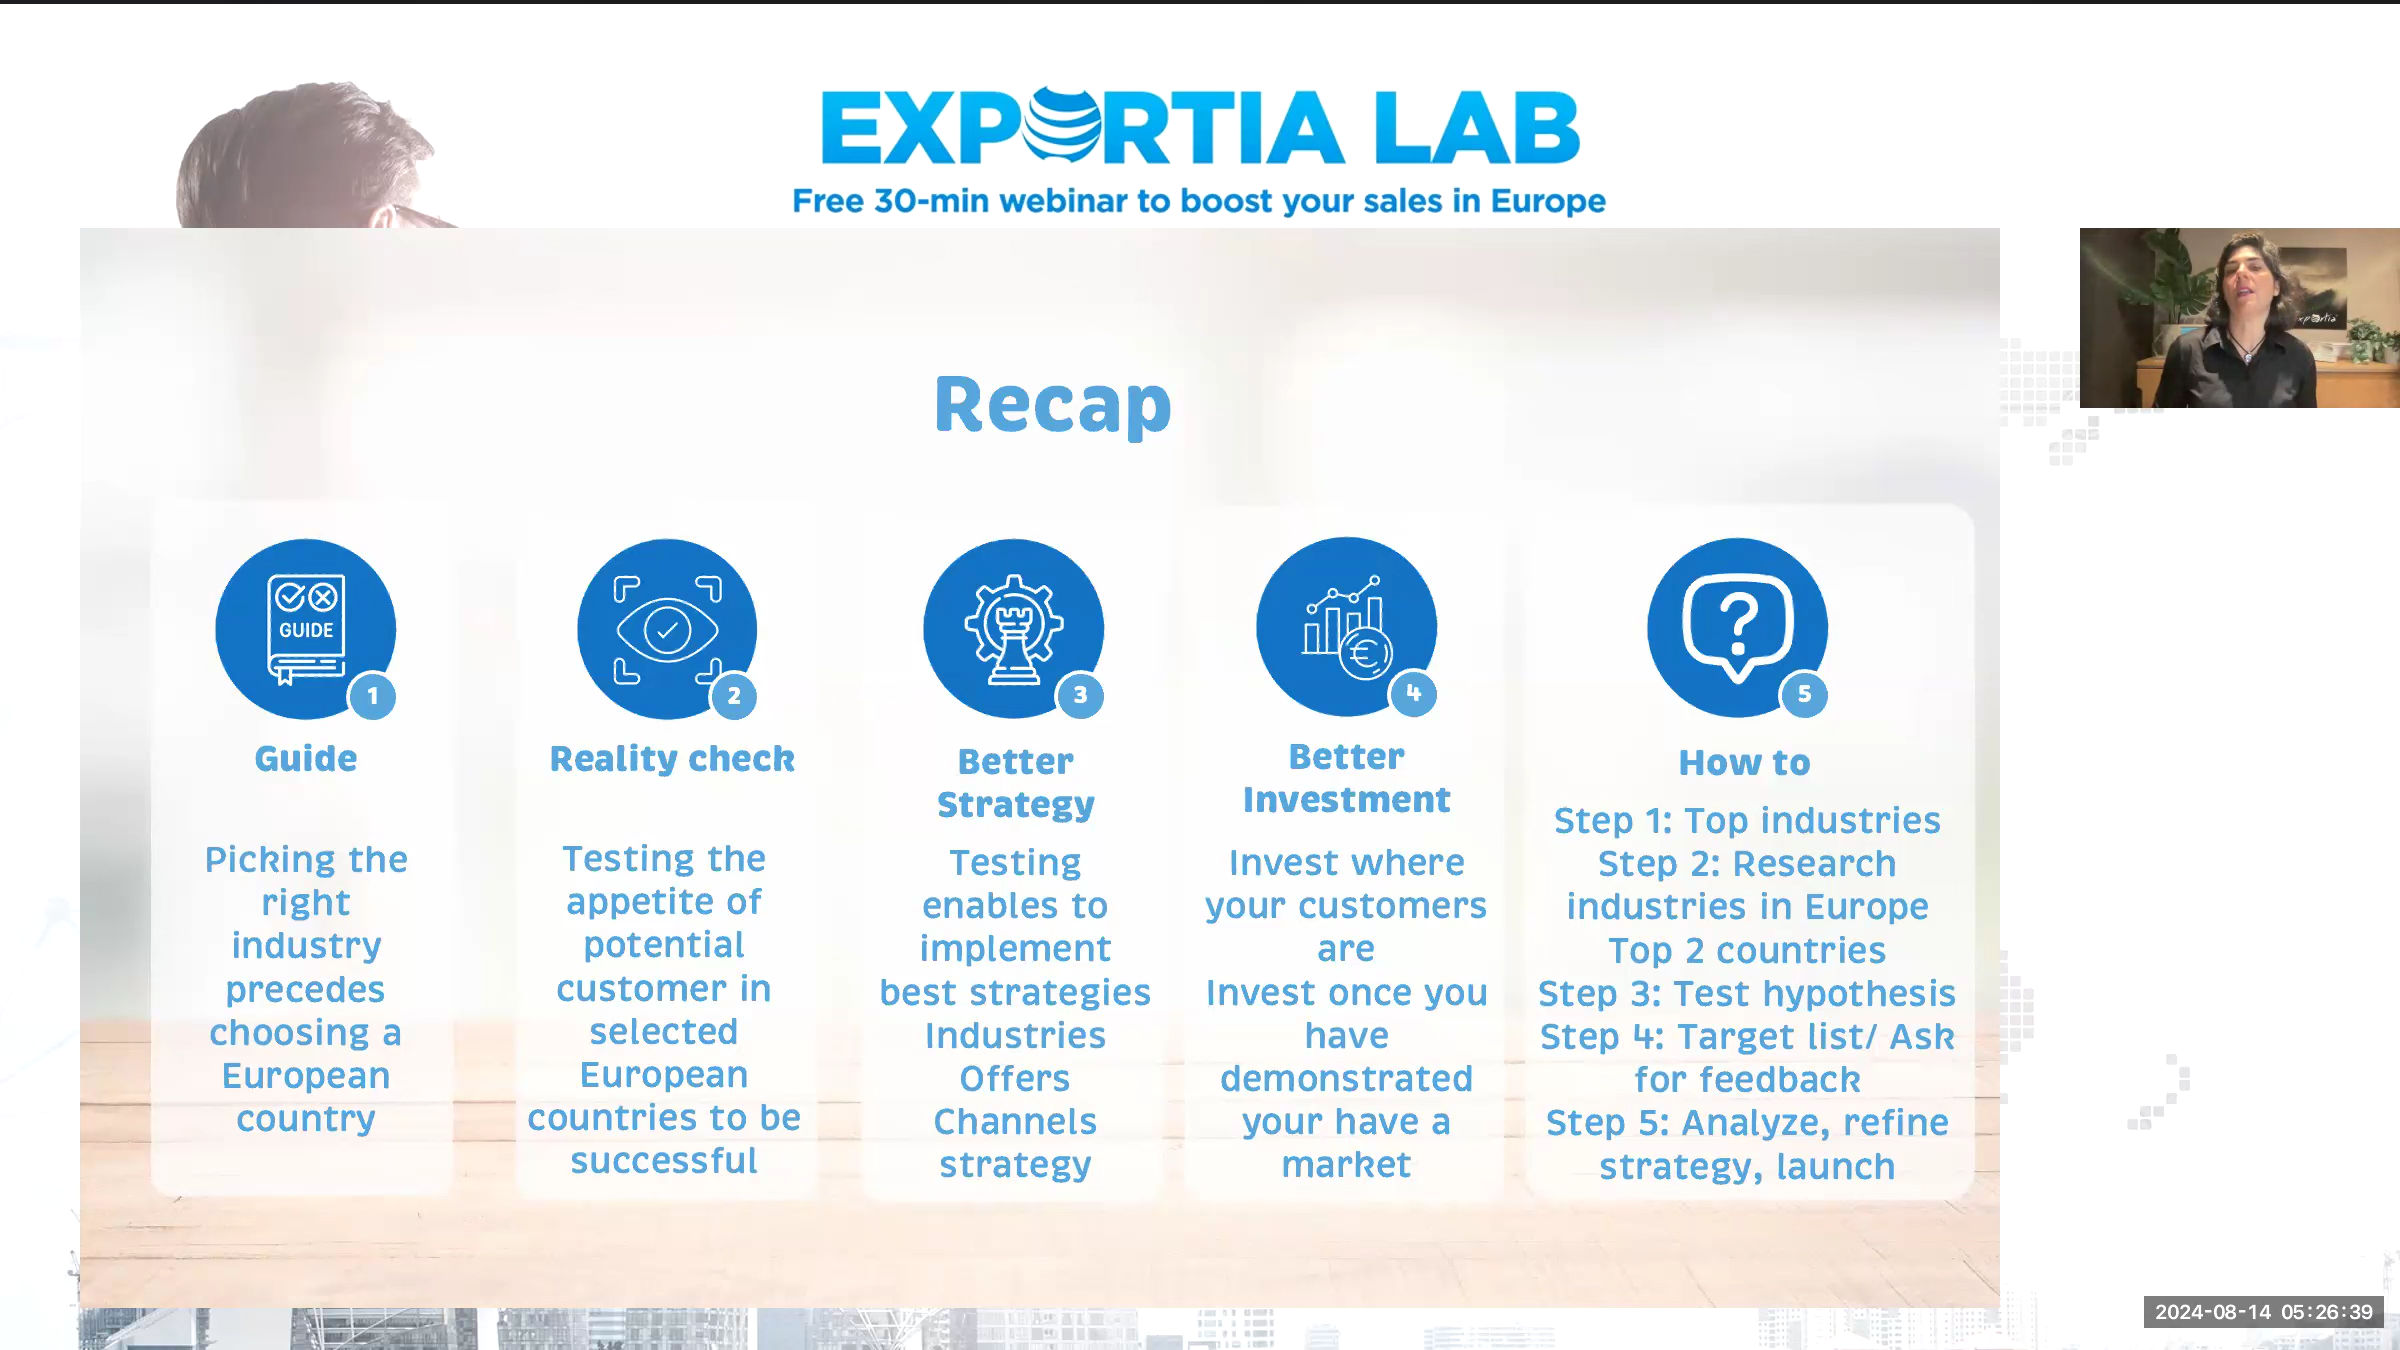 EXPORTIA LAB
Free 30-min webinar to boost your sales in Europe
Recap
GUIDE
1
Guide
Picking the
right
industry
precedes
choosing a
European
country
2
Reality check
Testing the
appetite of
potential
customer in
selected
European
countries to be
successful
3
Better
Strategy
Testing
enables to
implement
best strategies
Industries
Offers
Channels
strategy
4
Better
Investment
Invest where
your customers
are
Invest once you
have
demonstrated
your have a
market
5
How to
Step 1: Top industries
Step 2: Research
industries in Europe
Top 2 countries
Step 3: Test hypothesis
Step 4: Target list/ Ask
for feedback
Step 5: Analyze, refine
strategy, launch
2024-08-14 05:26:39